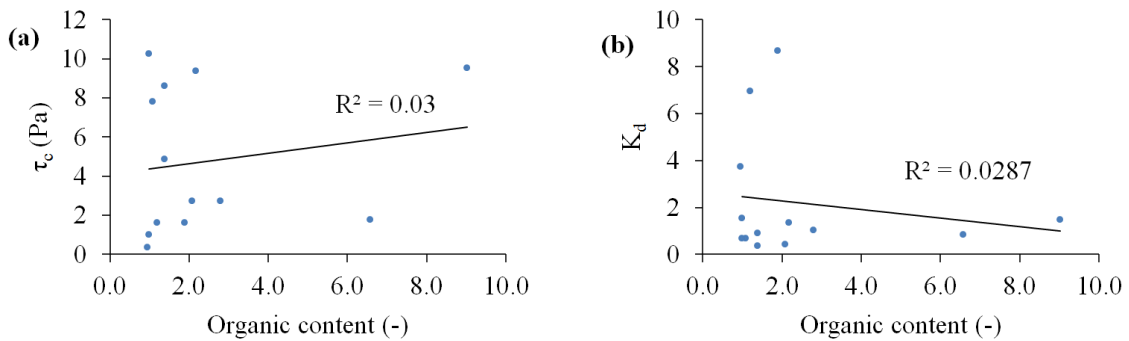 (a)
τc (Pa)
12
10
8
6
4
2
0
R² = 0.03
0.0 2.0 4.0 6.0 8.0 10.0
Organic content (-)
(b)
Kd
10
8
6
4
2
0
R² = 0.0287
0.0 2.0 4.0 6.0 8.0 10.0
Organic content (-)